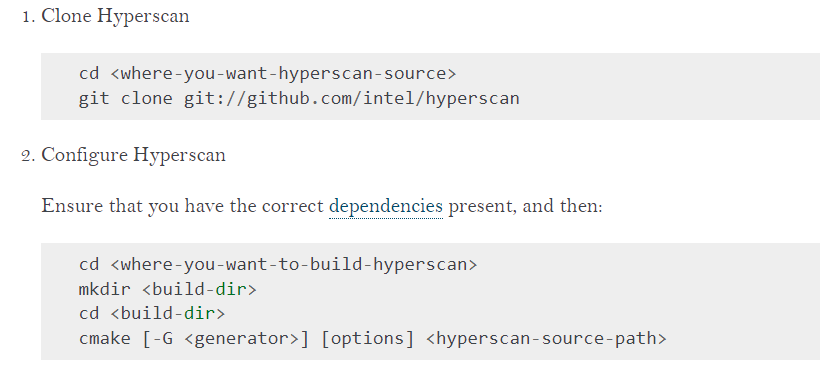 1. Clone Hyperscan
cd <where-you-want-hyperscan-source>
git clone git://github.com/intel/hyperscan
2. Configure Hyperscan
Ensure that you have the correct dependencies present, and then:
cd <where-you-want-to-build-hyperscan>
mkdir <build-dir>
cd <build-dir>
cmake [-G <generator>] [options] <hyperscan-source-path>